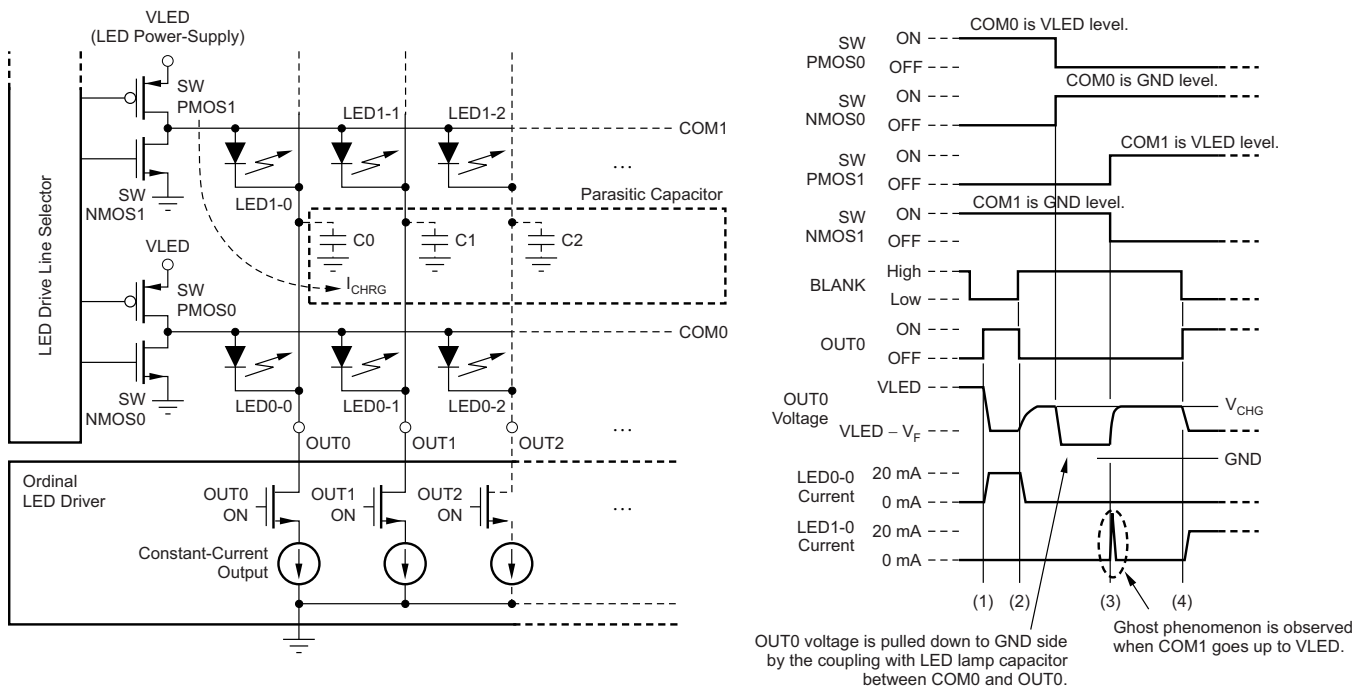 VLED
(LED Power-Supply)
SW
PMOS1
LED1-1
LED1-2
COM1
LED Drive Line Selector
...
SW
NMOS1
LED1-0
Parasitic Capacitor
VLED
C0
C1
C2
SW
PMOS0
ICHRG
COM0
SW
NMOS0
LED0-0
LED0-1
LED0-2
OUT0
OUT1
OUT2
...
Ordinal
LED Driver
OUT0
ON
OUT1
ON
OUT2
ON
...
Constant-Current
Output
COM0 is VLED level.
SW
PMOS0
ON
OFF
COM0 is GND level.
SW
NMOS0
ON
OFF
COM1 is VLED level.
SW
PMOS1
ON
OFF
COM1 is GND level.
SW
NMOS1
ON
OFF
BLANK
High
Low
OUT0
ON
OFF
OUT0
Voltage
VLED
VLED – VF
VCHG
GND
LED0-0
Current
20 mA
0 mA
LED1-0
Current
20 mA
0 mA
(1)
(2)
(3)
(4)
OUT0 voltage is pulled down to GND side
by the coupling with LED lamp capacitor
between COM0 and OUT0.
Ghost phenomenon is observed
when COM1 goes up to VLED.